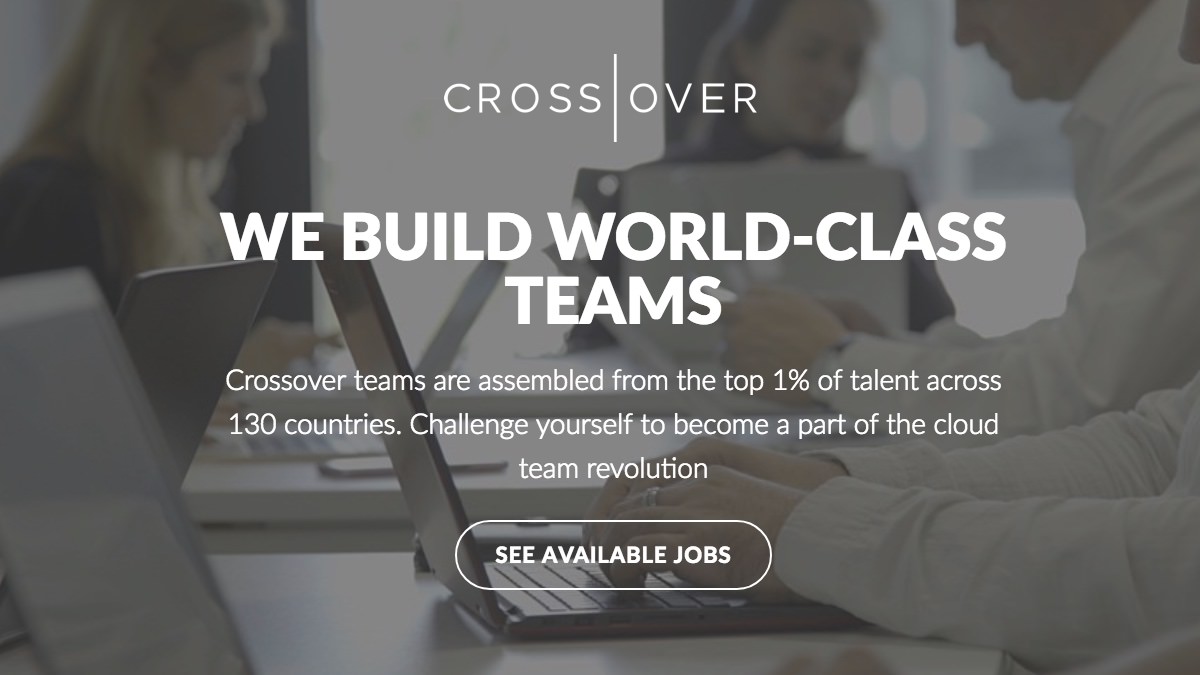 CROSS|OVER
WE BUILD WORLD-CLASS
TEAMS
Crossover teams are assembled from the top 1% of talent across
130 countries. Challenge yourself to become a part of the cloud
team revolution
SEE AVAILABLE JOBS